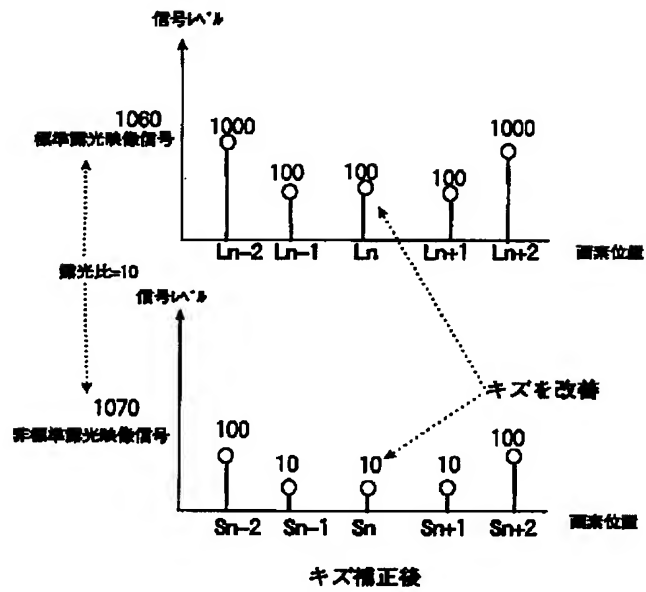 信号レベル
1060
標準露光映像信号
1000
100
100
100
1000
Ln-2 Ln-1 Ln Ln+1 Ln+2 画素位置
露光比=10
信号レベル
キズを改善
1070
非標準露光映像信号
100
10
10
10
100
Sn-2 Sn-1 Sn Sn+1 Sn+2 画素位置
キズ補正後